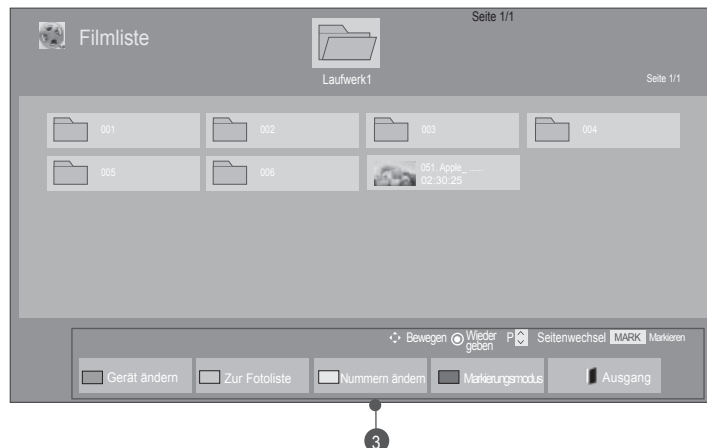 Seite 1/1
Filmliste
Laufwerk1
Seite 1/1
001
002
003
004
005
006
051. Apple_ ......
02:30:25
Bewegen Wieder geben P Seitenwechsel MARK Markieren
Gerät ändern Zur Fotoliste Nummern ändern Markierungsmodus Ausgang
3